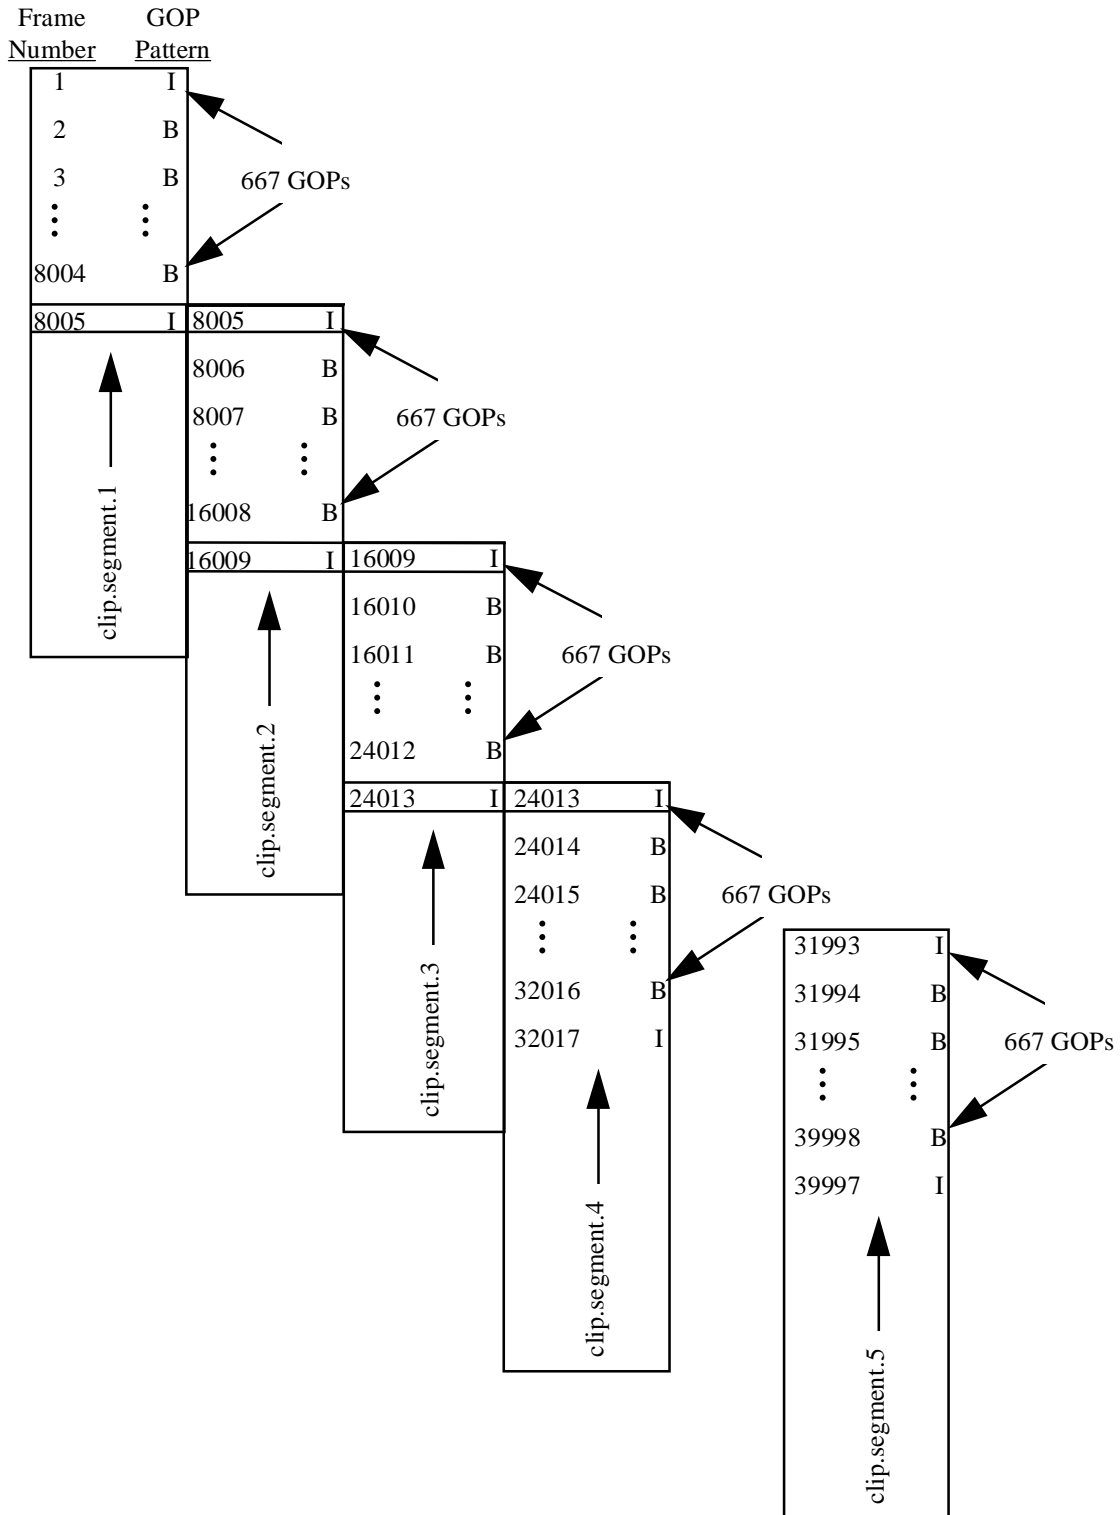 Frame GOP
Number Pattern
1 I
2 B
3 B
667 GOPs
8004 B
8005 I
clip.segment.1
8005 I
8006 B
8007 B
667 GOPs
16008 B
16009 I
clip.segment.2
16009 I
16010 B
16011 B
667 GOPs
24012 B
24013 I
clip.segment.3
24013 I
24014 B
24015 B
667 GOPs
32016 B
32017 I
clip.segment.4
31993 I
31994 B
31995 B
667 GOPs
39998 B
39997 I
clip.segment.5